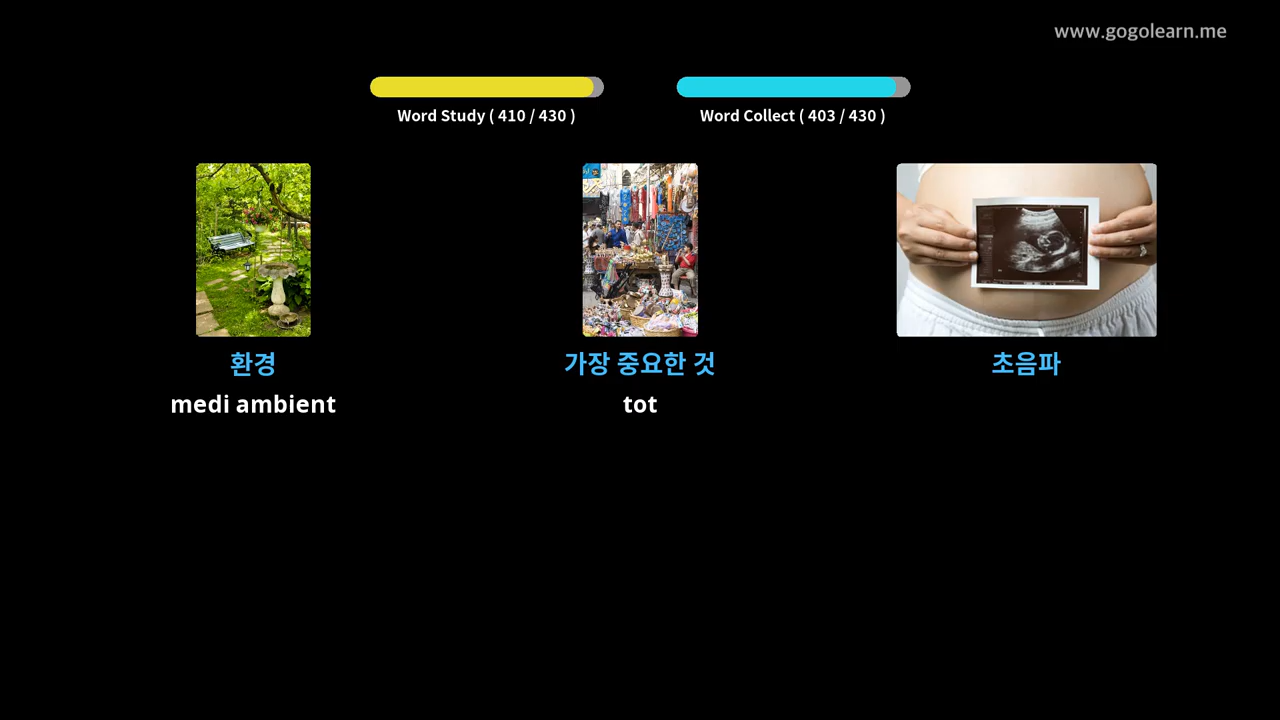 www.gogolearn.me
Word Study ( 410 / 430 )
Word Collect ( 403 / 430 )
환경
가장 중요한 것
초음파
medi ambient
tot